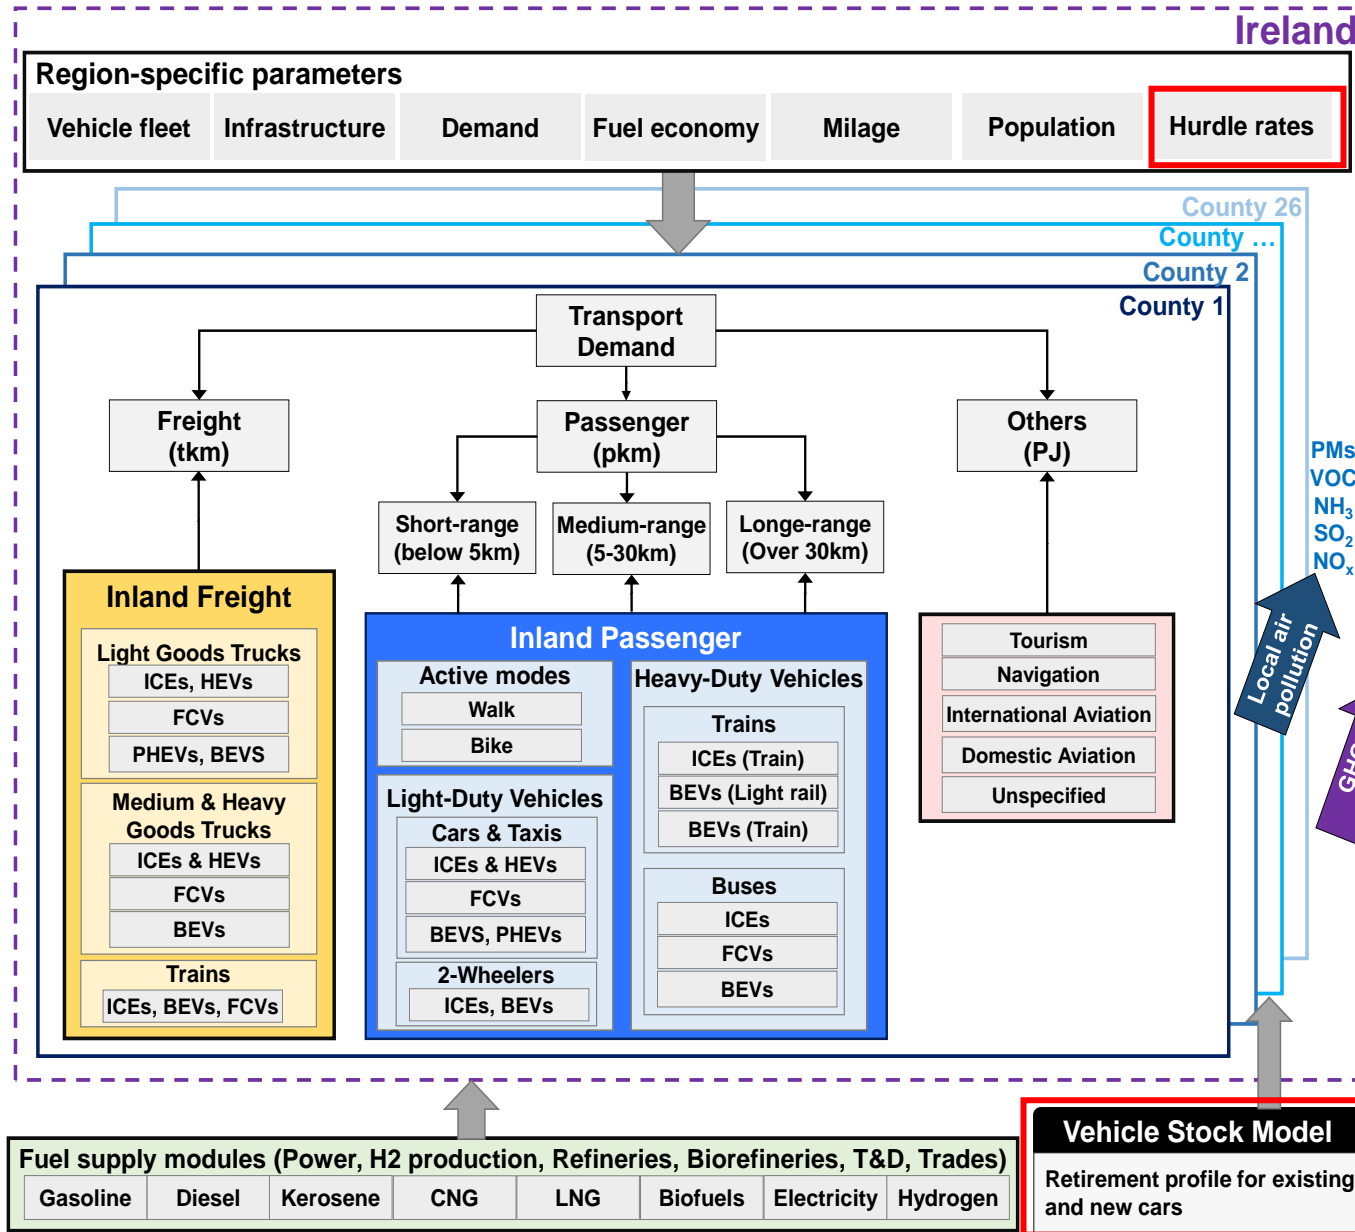 Ireland
Region-specific parameters
Vehicle fleet
Infrastructure
Demand
Fuel economy
Milage
Population
Hurdle rates
County 26
County ...
County 2
County 1
Transport
Demand
Freight
(tkm)
Passenger
(pkm)
Others
(PJ)
Short-range
(below 5km)
Medium-range
(5-30km)
Longe-range
(Over 30km)
PMs
VOC
NH₃
SO₂
NOₓ
Local air
pollution
GHG
Inland Freight
Light Goods Trucks
ICEs, HEVs
FCVs
PHEVs, BEVS
Medium & Heavy
Goods Trucks
ICEs & HEVs
FCVs
BEVs
Trains
ICEs, BEVs, FCVs
Inland Passenger
Active modes
Walk
Bike
Light-Duty Vehicles
Cars & Taxis
ICEs & HEVs
FCVs
BEVS, PHEVs
2-Wheelers
ICEs, BEVs
Heavy-Duty Vehicles
Trains
ICEs (Train)
BEVs (Light rail)
BEVs (Train)
Buses
ICEs
FCVs
BEVs
Tourism
Navigation
International Aviation
Domestic Aviation
Unspecified
Fuel supply modules (Power, H2 production, Refineries, Biorefineries, T&D, Trades)
Gasoline
Diesel
Kerosene
CNG
LNG
Biofuels
Electricity
Hydrogen
Vehicle Stock Model
Retirement profile for existing
and new cars